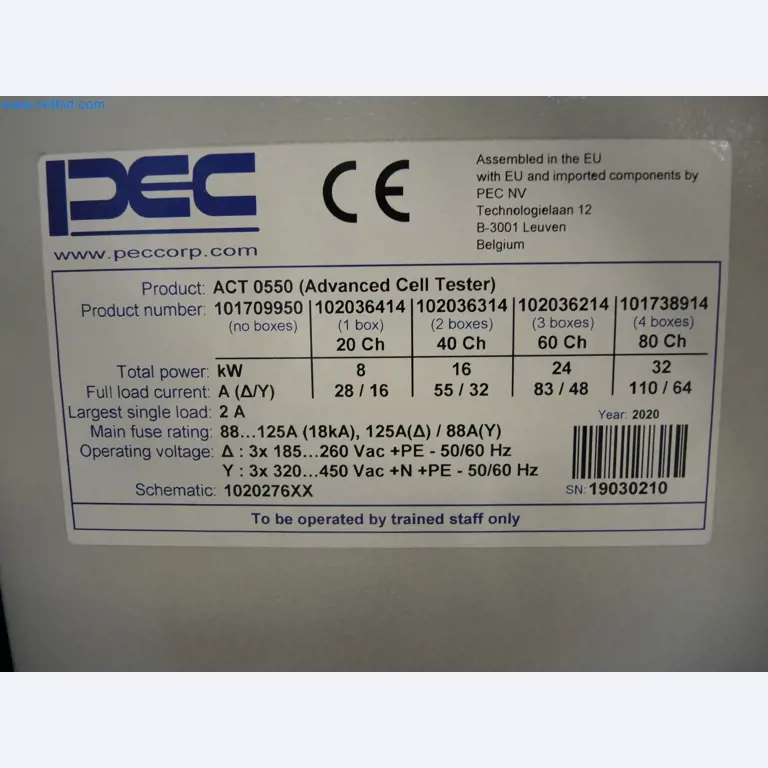 www.netbid.com
PEC
www.peccorp.com
CE
Assembled in the EU
with EU and imported components by
PEC NV
Technologielaan 12
B-3001 Leuven
Belgium
Product: ACT 0550 (Advanced Cell Tester)
Product number: 101709950 102036414 102036314 102036214 101738914
(no boxes) (1 box) (2 boxes) (3 boxes) (4 boxes)
20 Ch 40 Ch 60 Ch 80 Ch
Total power: kW 8 16 24 32
Full load current: A (Δ/Y) 28 / 16 55 / 32 83 / 48 110 / 64
Largest single load: 2 A
Main fuse rating: 88...125A (18kA), 125A(Δ) / 88A(Y)
Operating voltage: Δ : 3x 185...260 Vac +PE - 50/60 Hz
Y : 3x 320...450 Vac +N +PE - 50/60 Hz
Schematic: 1020276XX
Year: 2020
SN: 19030210
To be operated by trained staff only